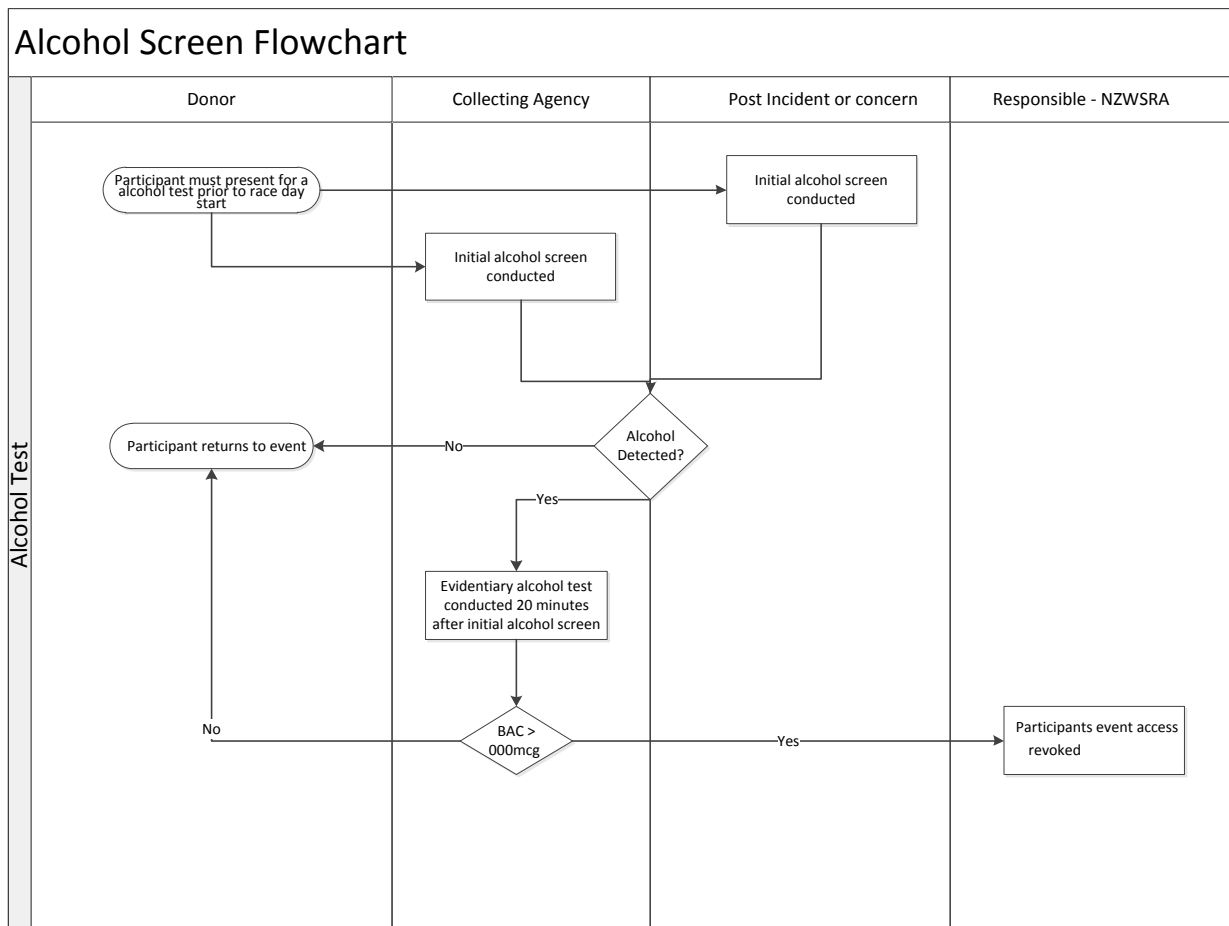 Alcohol Screen Flowchart
Donor
Collecting Agency
Post Incident or concern
Responsible - NZWSRA
Alcohol Test
Participant must present for a
alcohol test prior to race day
start
Initial alcohol screen
conducted
Initial alcohol screen
conducted
Alcohol
Detected?
No
Participant returns to event
Yes
Evidentiary alcohol test
conducted 20 minutes
after initial alcohol screen
BAC >
000mcg
No
Yes
Participants event access
revoked